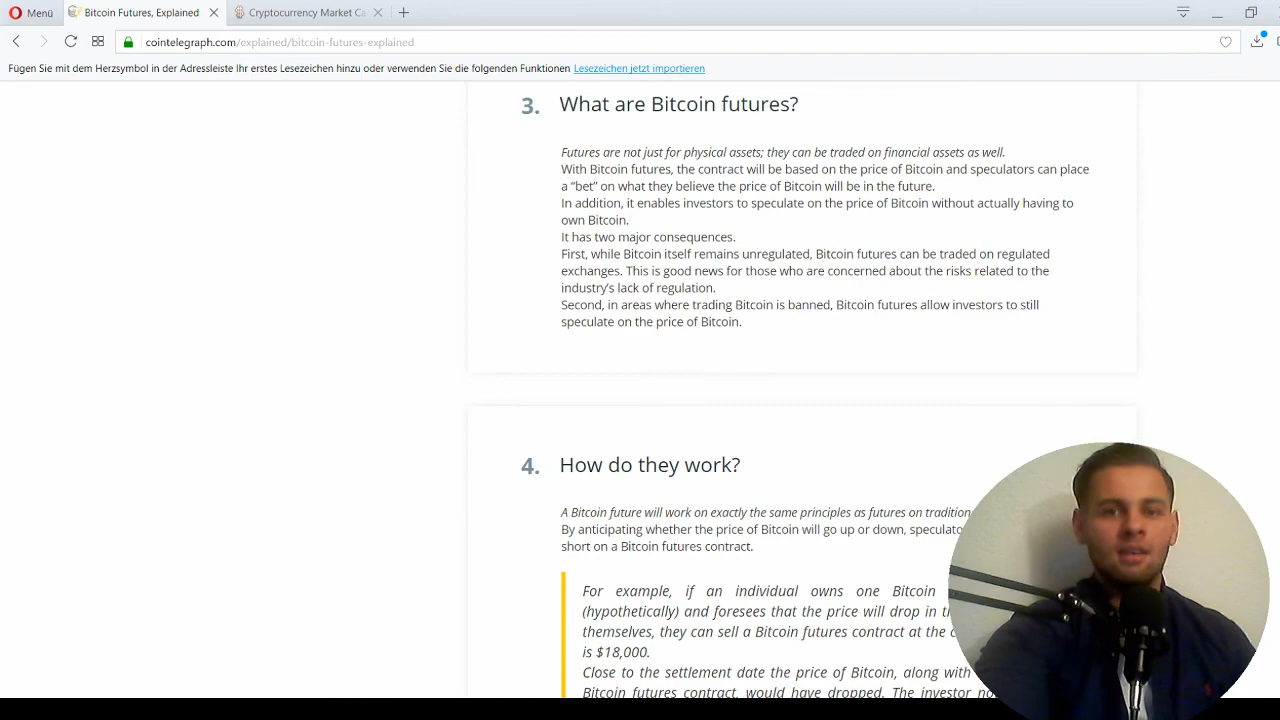 Menü
Bitcoin Futures, Explained
Cryptocurrency Market Ca
cointelegraph.com/explained/bitcoin-futures-explained
Fügen Sie mit dem Herzsymbol in der Adressleiste Ihr erstes Lesezeichen hinzu oder verwenden Sie die folgenden Funktionen Lesezeichen jetzt importieren
3. What are Bitcoin futures?
Futures are not just for physical assets; they can be traded on financial assets as well.
With Bitcoin futures, the contract will be based on the price of Bitcoin and speculators can place
a “bet” on what they believe the price of Bitcoin will be in the future.
In addition, it enables investors to speculate on the price of Bitcoin without actually having to
own Bitcoin.
It has two major consequences.
First, while Bitcoin itself remains unregulated, Bitcoin futures can be traded on regulated
exchanges. This is good news for those who are concerned about the risks related to the
industry’s lack of regulation.
Second, in areas where trading Bitcoin is banned, Bitcoin futures allow investors to still
speculate on the price of Bitcoin.
4. How do they work?
A Bitcoin future will work on exactly the same principles as futures on tradition
By anticipating whether the price of Bitcoin will go up or down, speculato
short on a Bitcoin futures contract.
For example, if an individual owns one Bitcoin
(hypothetically) and foresees that the price will drop in t
themselves, they can sell a Bitcoin futures contract at the c
is $18,000.
Close to the settlement date the price of Bitcoin, along with
Bitcoin futures contract, would have dropped. The investor no